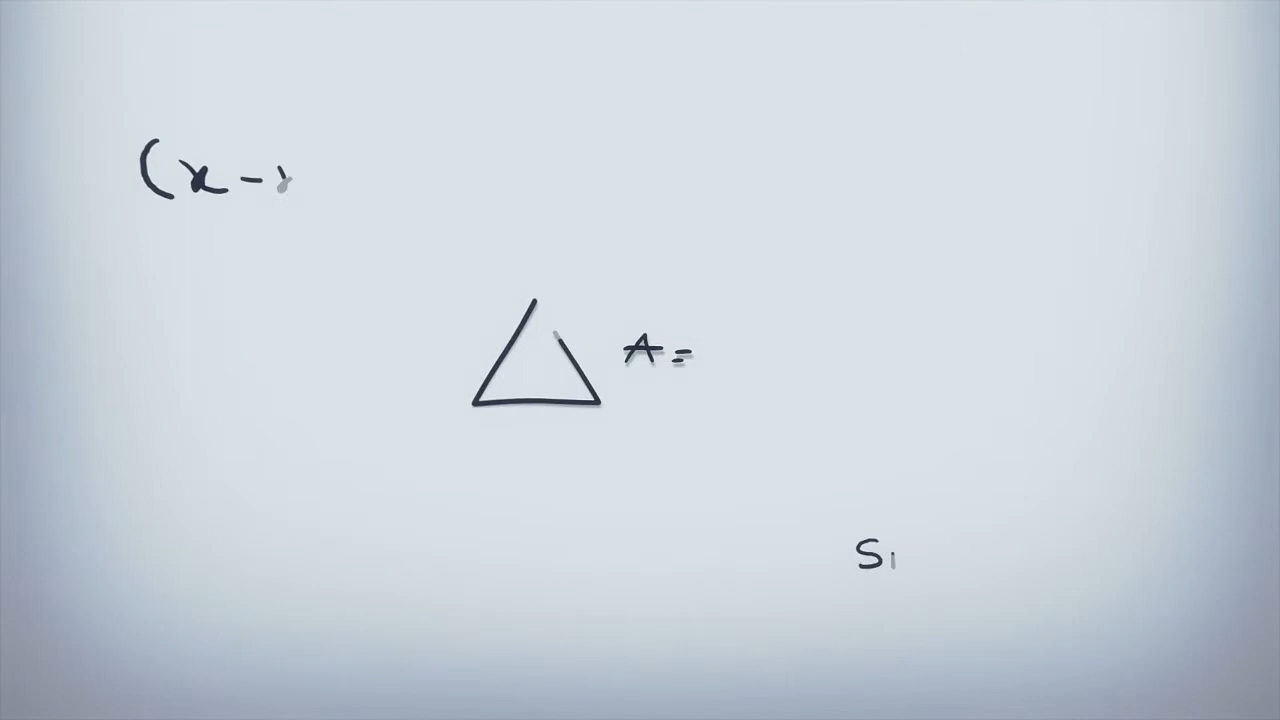 (x -
A =
S